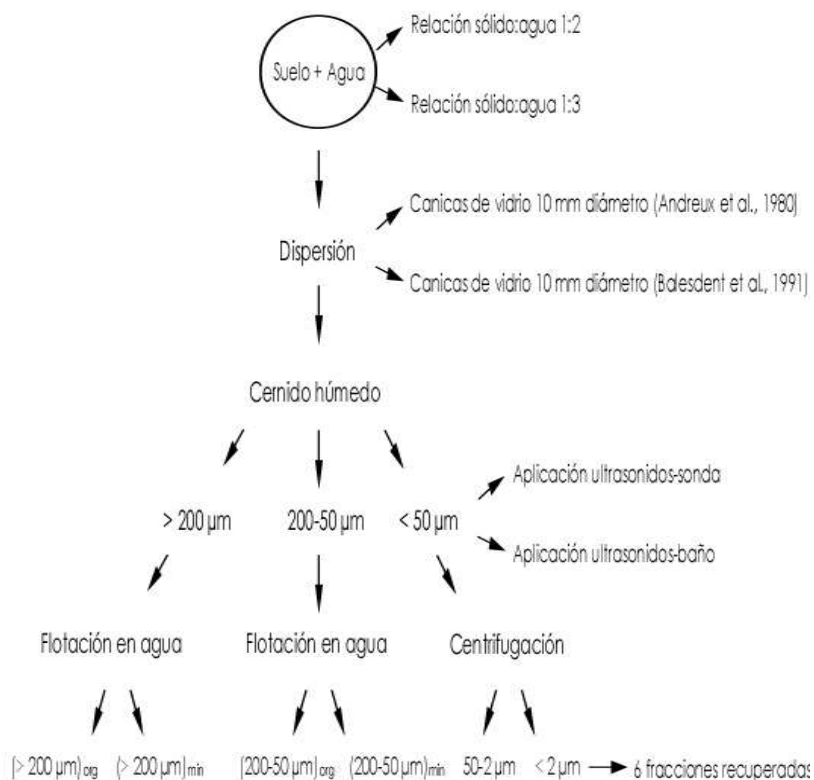 Relación sólido:agua 1:2
Suelo + Agua
Relación sólido:agua 1:3
Canicas de vidrio 10 mm diámetro (Andreux et al., 1980)
Dispersión
Canicas de vidrio 10 mm diámetro (Balesdent et al., 1991)
Cernido húmedo
Aplicación ultrasonidos-sonda
> 200 µm 200-50 µm < 50 µm
Aplicación ultrasonidos-baño
Flotación en agua Flotación en agua Centrifugación
(> 200 µm)org (> 200 µm)min (200-50 µm)org (200-50 µm)min 50-2 µm < 2 µm 6 fracciones recuperadas